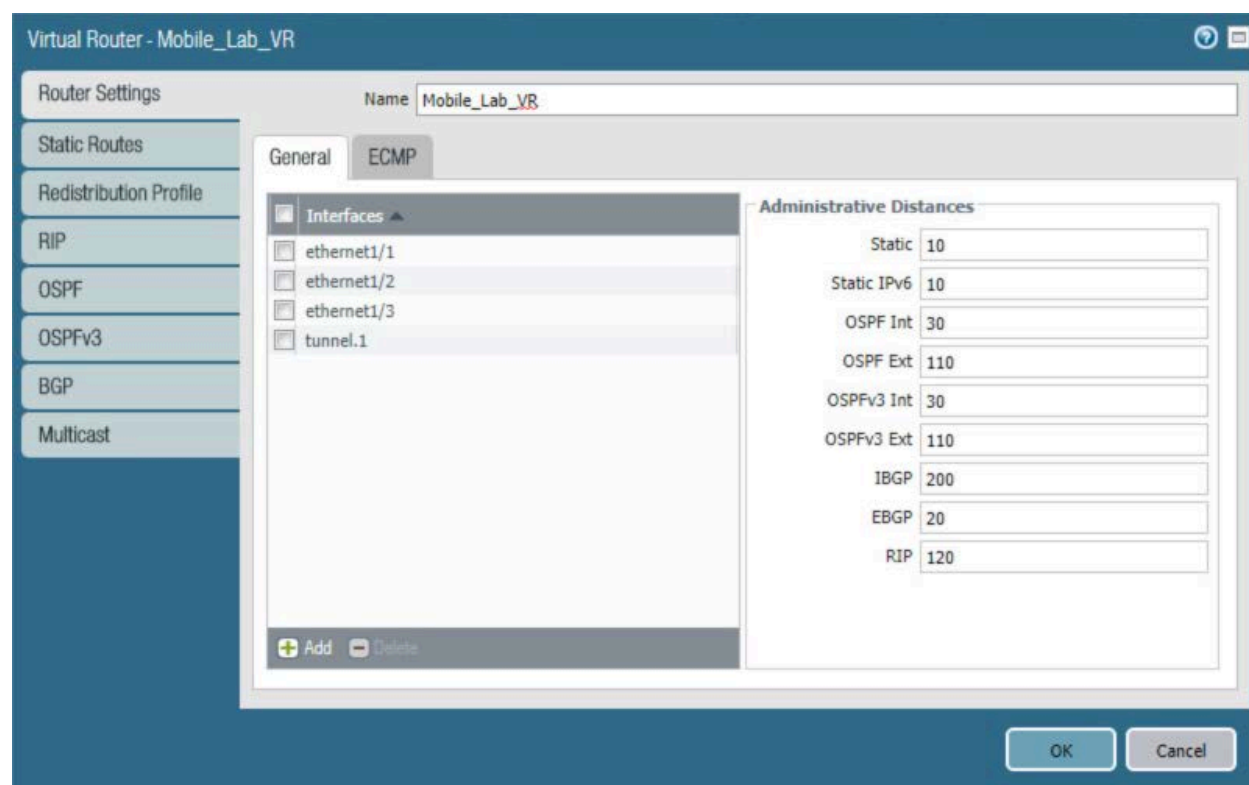 Virtual Router - Mobile_Lab_VR
Router Settings
Static Routes
Redistribution Profile
RIP
OSPF
OSPFv3
BGP
Multicast
Name Mobile_Lab_VR
General ECMP
Interfaces
ethernet1/1
ethernet1/2
ethernet1/3
tunnel.1
Add Delete
Administrative Distances
Static 10
Static IPv6 10
OSPF Int 30
OSPF Ext 110
OSPFv3 Int 30
OSPFv3 Ext 110
IBGP 200
EBGP 20
RIP 120
OK Cancel